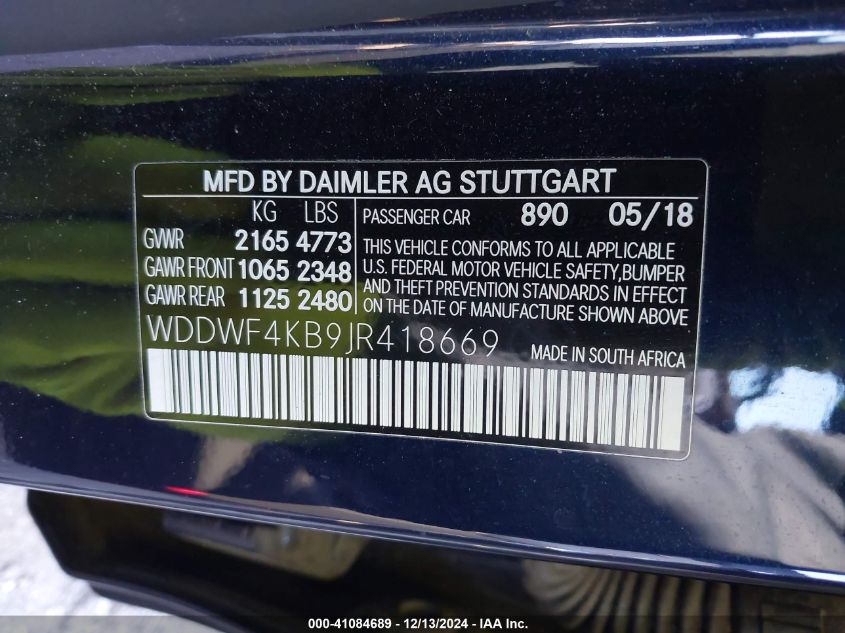 MFD BY DAIMLER AG STUTTGART
KG LBS
GVWR 2165 4773
GAWR FRONT 1065 2348
GAWR REAR 1125 2480
PASSENGER CAR 890 05/18
THIS VEHICLE CONFORMS TO ALL APPLICABLE
U.S. FEDERAL MOTOR VEHICLE SAFETY,BUMPER
AND THEFT PREVENTION STANDARDS IN EFFECT
ON THE DATE OF MANUFACTURE SHOWN ABOVE.
WDDWF4KB9JR418669
MADE IN SOUTH AFRICA
000-41084689 - 12/13/2024 - IAA Inc.